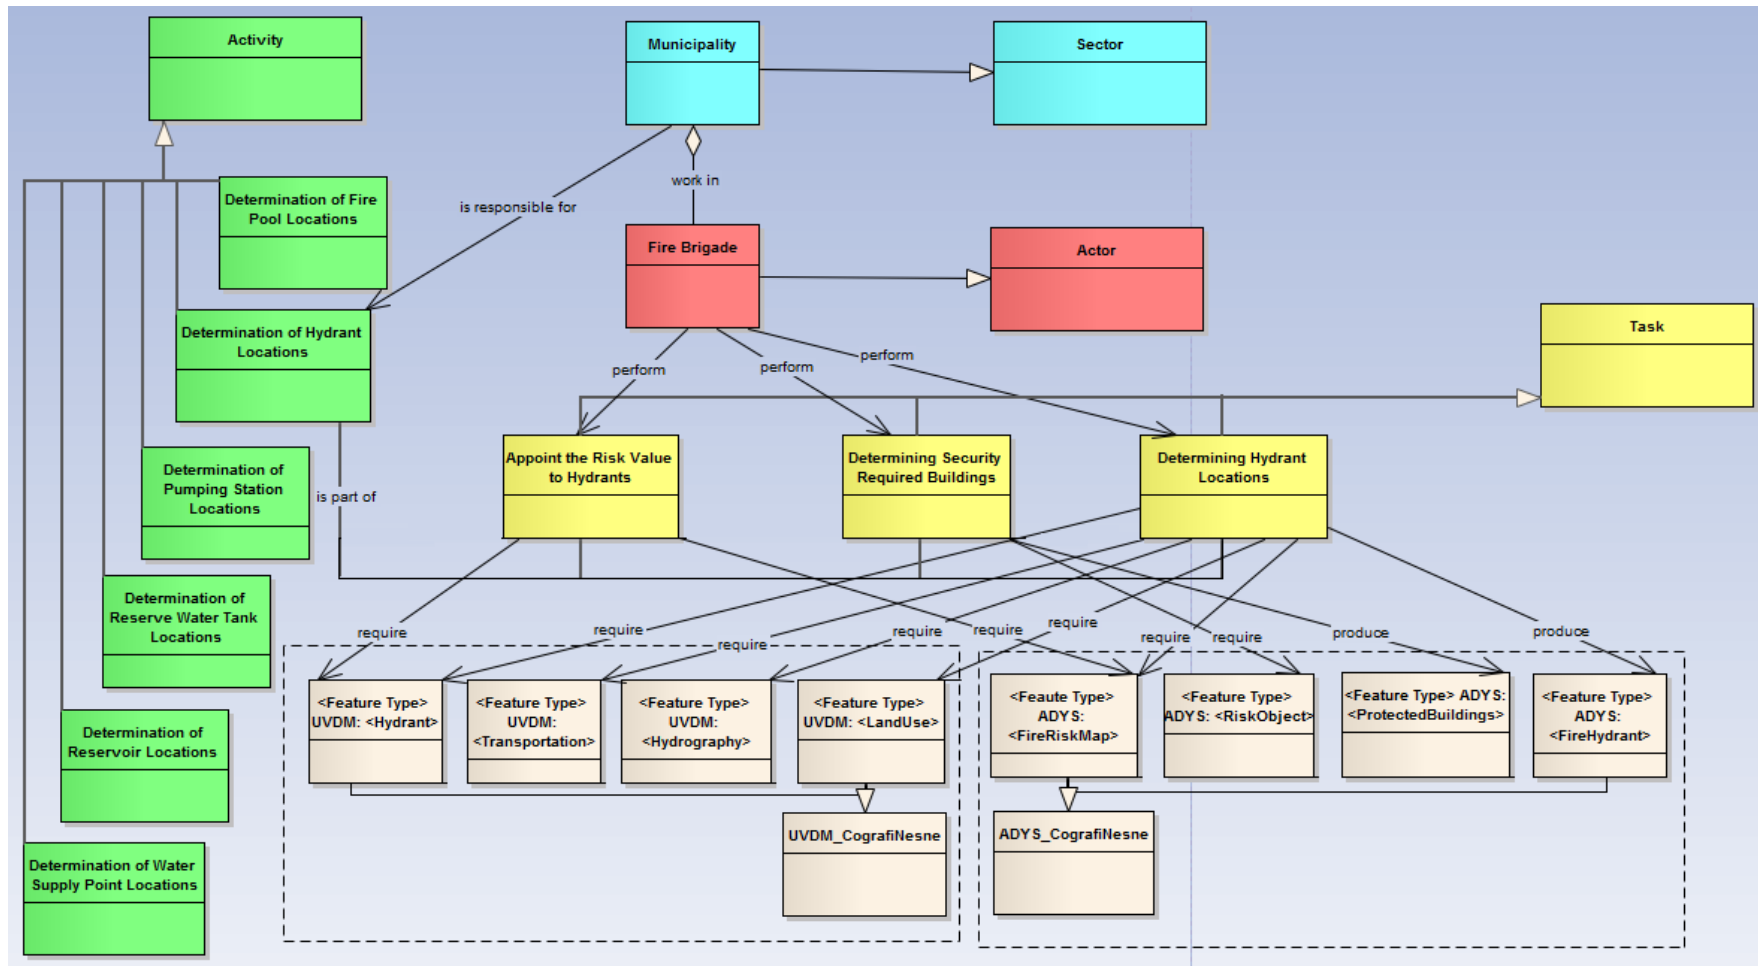 Activity
Municipality
Sector
work in
is responsible for
Determination of Fire
Pool Locations
Fire Brigade
Actor
Determination of Hydrant
Locations
Task
perform
perform
perform
Appoint the Risk Value
to Hydrants
Determining Security
Required Buildings
Determining Hydrant
Locations
Determination of
Pumping Station
Locations
is part of
Determination of
Reserve Water Tank
Locations
require
require
require
require
require
require
require
require
produce
produce
<Feature Type>
UVDM: <Hydrant>
<Feature Type>
UVDM:
<Transportation>
<Feature Type>
UVDM:
<Hydrography>
<Feature Type>
UVDM: <LandUse>
<Feaute Type>
ADYS:
<FireRiskMap>
<Feature Type>
ADYS: <RiskObject>
<Feature Type> ADYS:
<ProtectedBuildings>
<Feature Type>
ADYS:
<FireHydrant>
Determination of
Reservoir Locations
UVDM_CografiNesne
ADYS_CografiNesne
Determination of Water
Supply Point Locations